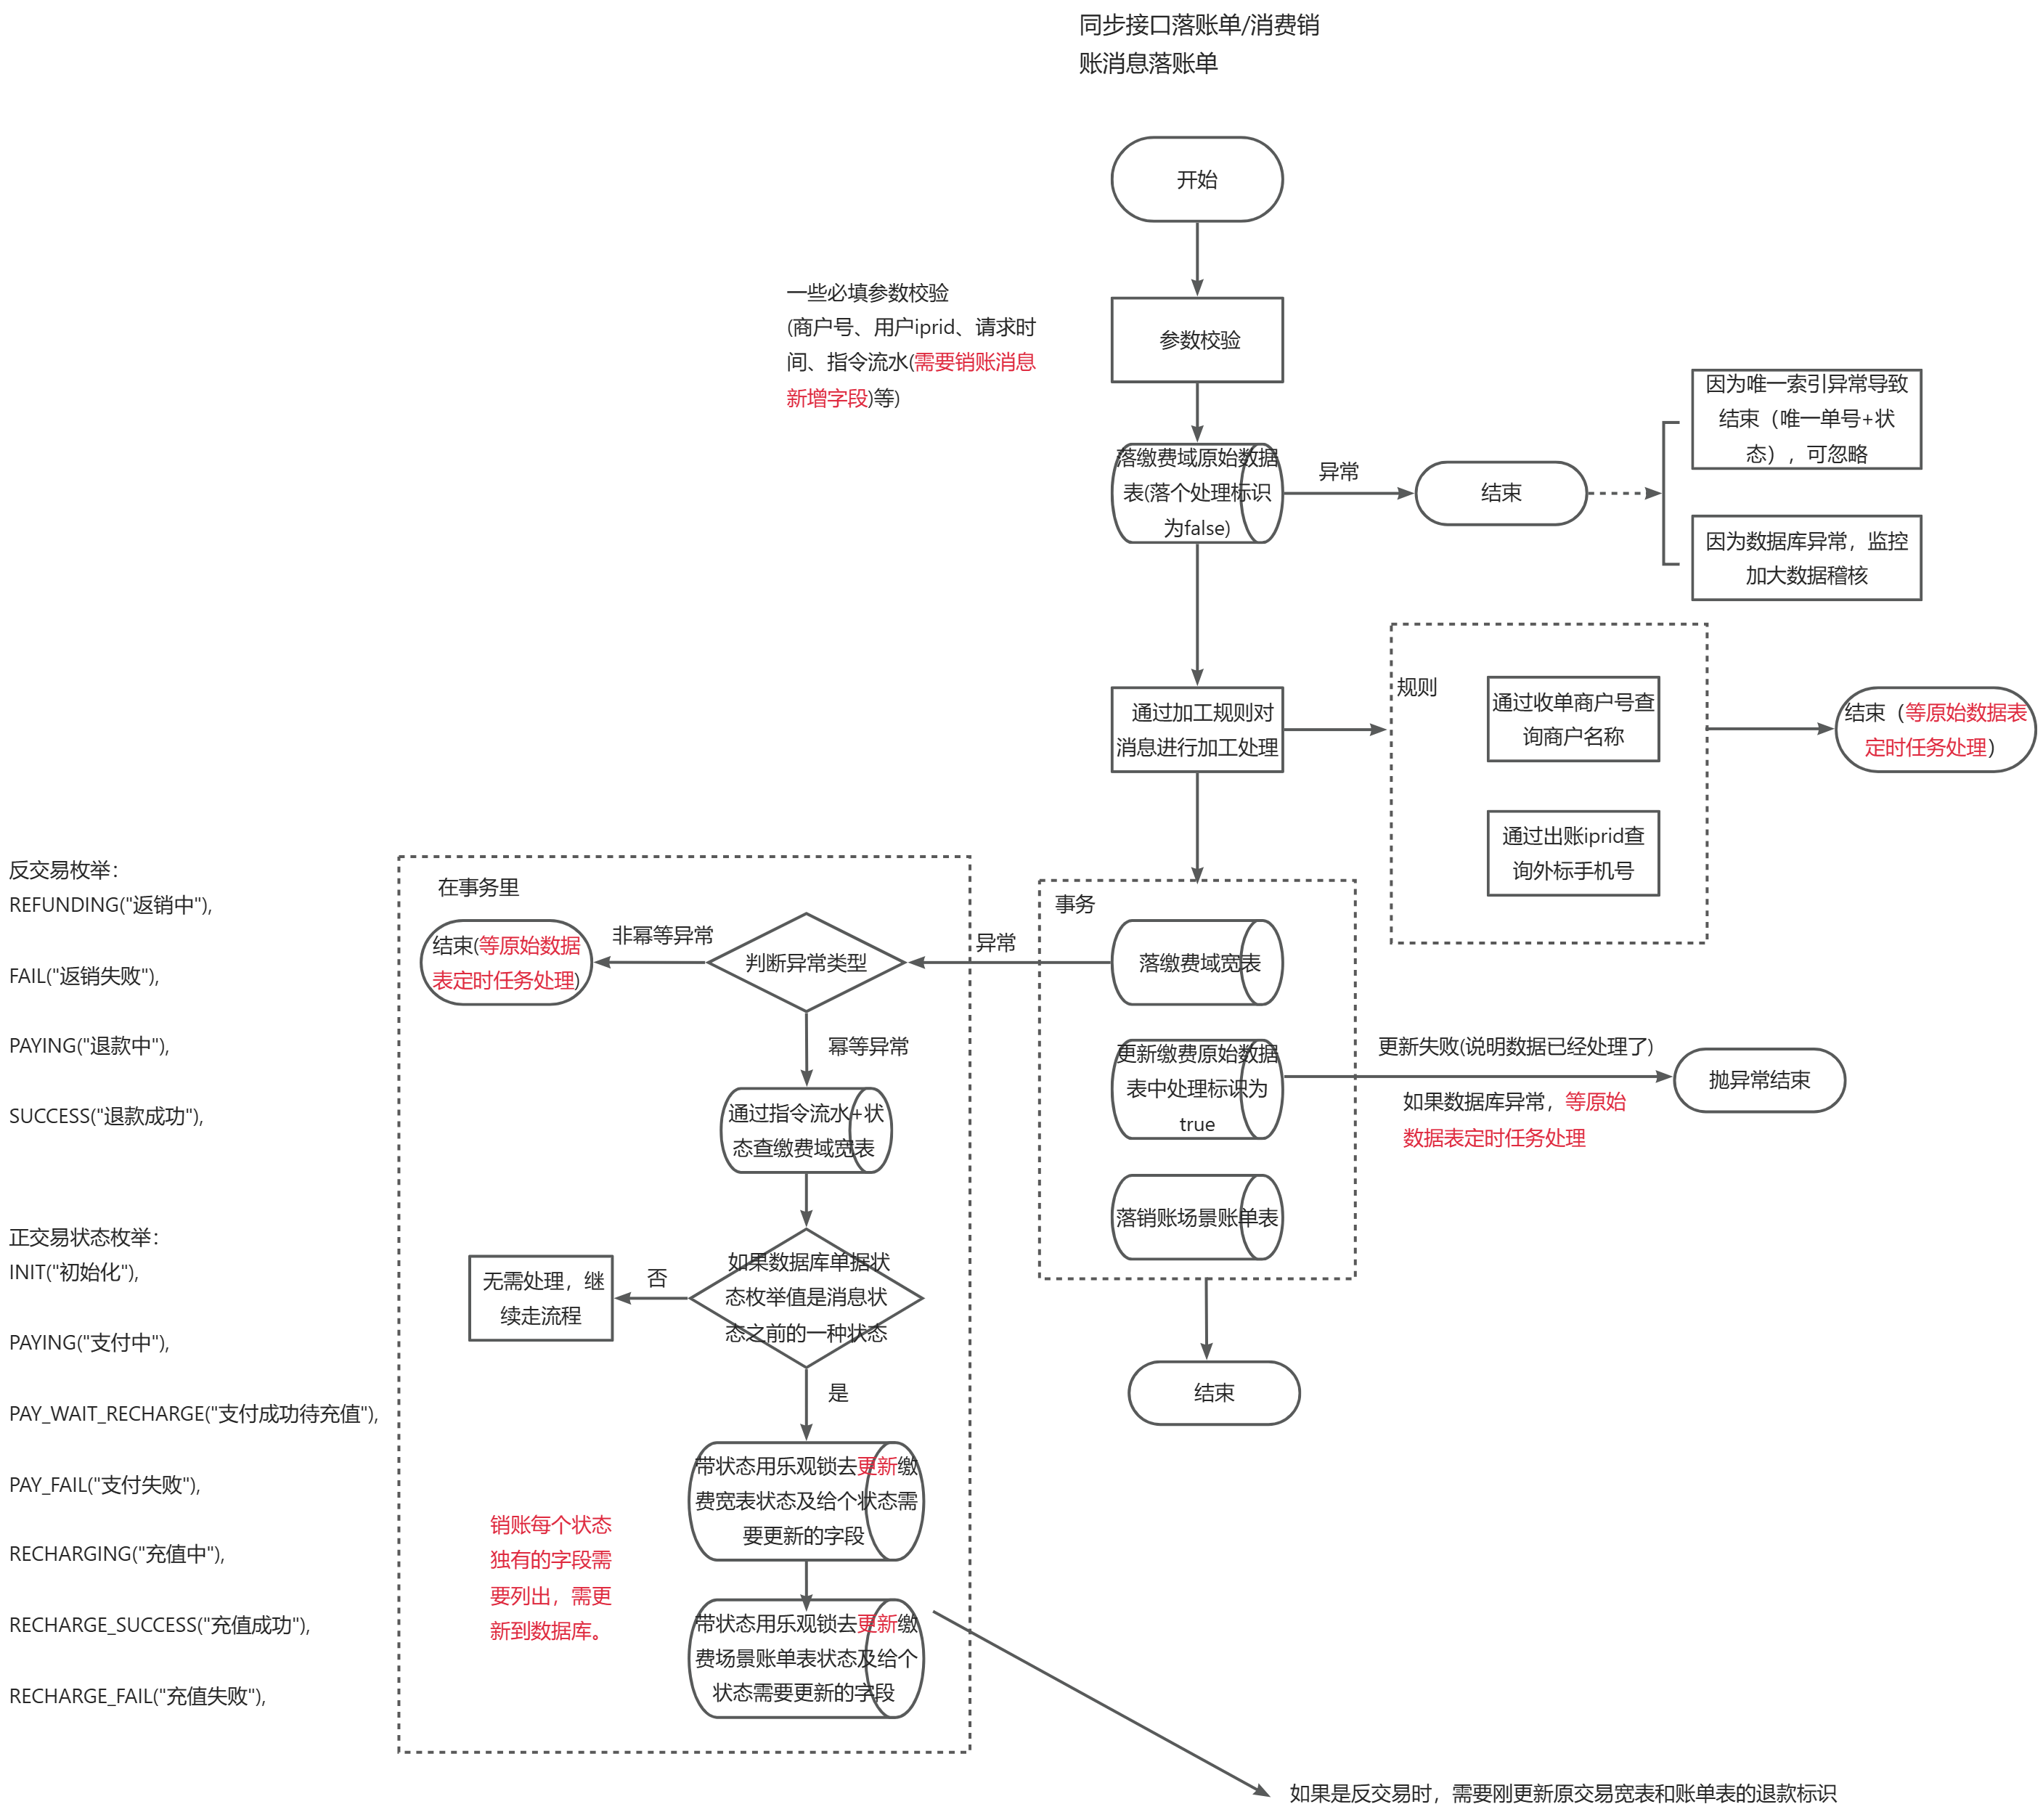 同步接口落账单/消费销
账消息落账单
开始
一些必填参数校验
(商户号、用户iprid、请求时
间、指令流水(需要销账消息
新增字段)等)
参数校验
落缴费域原始数据
表(落个处理标识
为false)
异常
结束
因为唯一索引异常导致
结束（唯一单号+状
态），可忽略
因为数据库异常，监控
加大数据稽核
通过加工规则对
消息进行加工处理
规则
通过收单商户号查
询商户名称
通过出账iprid查
询外标手机号
结束（等原始数据表
定时任务处理）
事务
落缴费域宽表
更新缴费原始数据
表中处理标识为
true
落销账场景账单表
更新失败(说明数据已经处理了)
如果数据库异常，等原始
数据表定时任务处理
抛异常结束
结束
异常
在事务里
判断异常类型
非幂等异常
结束(等原始数据
表定时任务处理)
幂等异常
通过指令流水+状
态查缴费域宽表
如果数据库单据状
态枚举值是消息状
态之前的一种状态
否
无需处理，继
续走流程
是
带状态用乐观锁去更新缴
费宽表状态及给个状态需
要更新的字段
带状态用乐观锁去更新缴
费场景账单表状态及给个
状态需要更新的字段
销账每个状态
独有的字段需
要列出，需更
新到数据库。
如果是反交易时，需要刚更新原交易宽表和账单表的退款标识
反交易枚举：
REFUNDING("返销中"),
FAIL("返销失败"),
PAYING("退款中"),
SUCCESS("退款成功"),
正交易状态枚举：
INIT("初始化"),
PAYING("支付中"),
PAY_WAIT_RECHARGE("支付成功待充值"),
PAY_FAIL("支付失败"),
RECHARGING("充值中"),
RECHARGE_SUCCESS("充值成功"),
RECHARGE_FAIL("充值失败"),